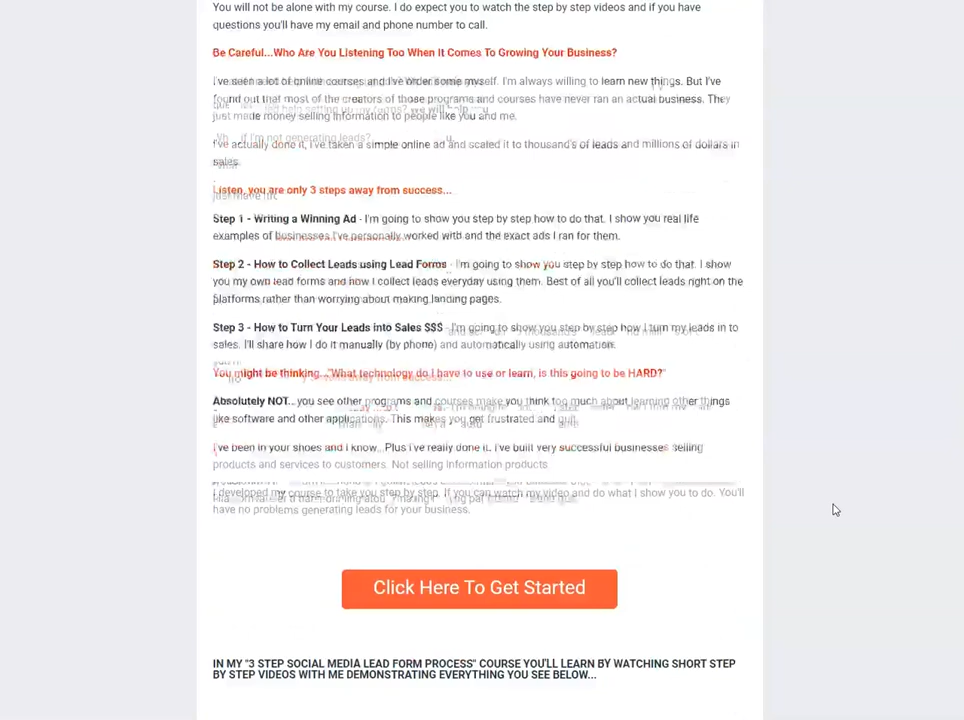 You will not be alone with my course. I do expect you to watch the step by step videos and if you have
questions you'll have my email and phone number to call.
Be Careful...Who Are You Listening Too When It Comes To Growing Your Business?
I've seen a lot of online courses and I've order some myself. I'm always willing to learn new things. But I've
found out that most of the creators of those programs and courses have never ran an actual business. They
just made money selling information to people like you and me.
I've actually done it, I've taken a simple online ad and scaled it to thousand's of leads and millions of dollars in
sales.
Listen, you are only 3 steps away from success...
Step 1 - Writing a Winning Ad - I'm going to show you step by step how to do that. I show you real life
examples of businesses I've personally worked with and the exact ads I ran for them.
Step 2 - How to Collect Leads using Lead Forms - I'm going to show you step by step how to do that. I show
you my own lead forms and how I collect leads everyday using them. Best of all you'll collect leads right on the
platforms rather than worrying about making landing pages.
Step 3 - How to Turn Your Leads into Sales $$$ - I'm going to show you step by step how I turn my leads in to
sales. I'll share how I do it manually (by phone) and automatically using automation.
You might be thinking..."What technology do I have to use or learn, is this going to be HARD?"
Absolutely NOT... you see other programs and courses make you think too much about learning other things
like software and other applications. This makes you get frustrated and quit.
I've been in your shoes and I know... Plus I've really done it. I've built very successful businesses selling
products and services to customers. Not selling information products
I developed my course to take you step by step. If you can watch my video and do what I show you to do. You'll
have no problems generating leads for your business.
Click Here To Get Started
IN MY "3 STEP SOCIAL MEDIA LEAD FORM PROCESS" COURSE YOU'LL LEARN BY WATCHING SHORT STEP
BY STEP VIDEOS WITH ME DEMONSTRATING EVERYTHING YOU SEE BELOW...